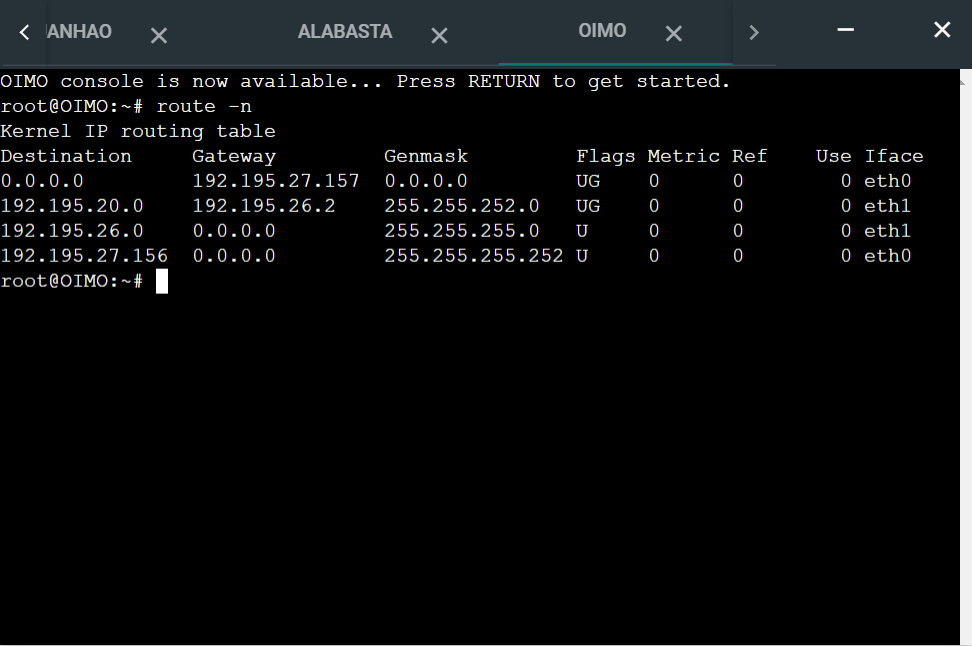 ANHAO ALABASTA OIMO
OIMO console is now available... Press RETURN to get started.
root@OIMO:~# route -n
Kernel IP routing table
Destination     Gateway         Genmask         Flags Metric Ref    Use Iface
0.0.0.0         192.195.27.157  0.0.0.0         UG    0      0        0 eth0
192.195.20.0    192.195.26.2    255.255.252.0   UG    0      0        0 eth1
192.195.26.0    0.0.0.0         255.255.255.0   U     0      0        0 eth1
192.195.27.156  0.0.0.0         255.255.255.252 U     0      0        0 eth0
root@OIMO:~#